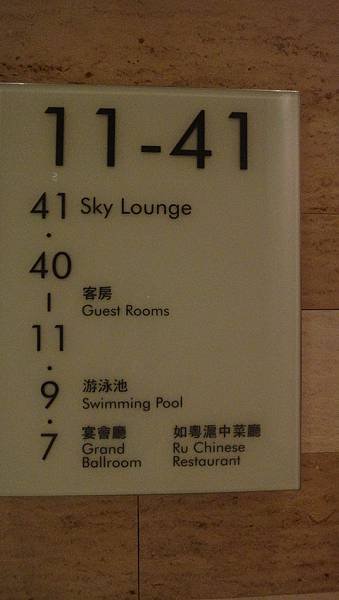 11-41
41 Sky Lounge
·
40
|
客房
Guest Rooms
11
·
9 游泳池
Swimming Pool
·
7 宴會廳
Grand
Ballroom
如粵滬中菜廳
Ru Chinese
Restaurant